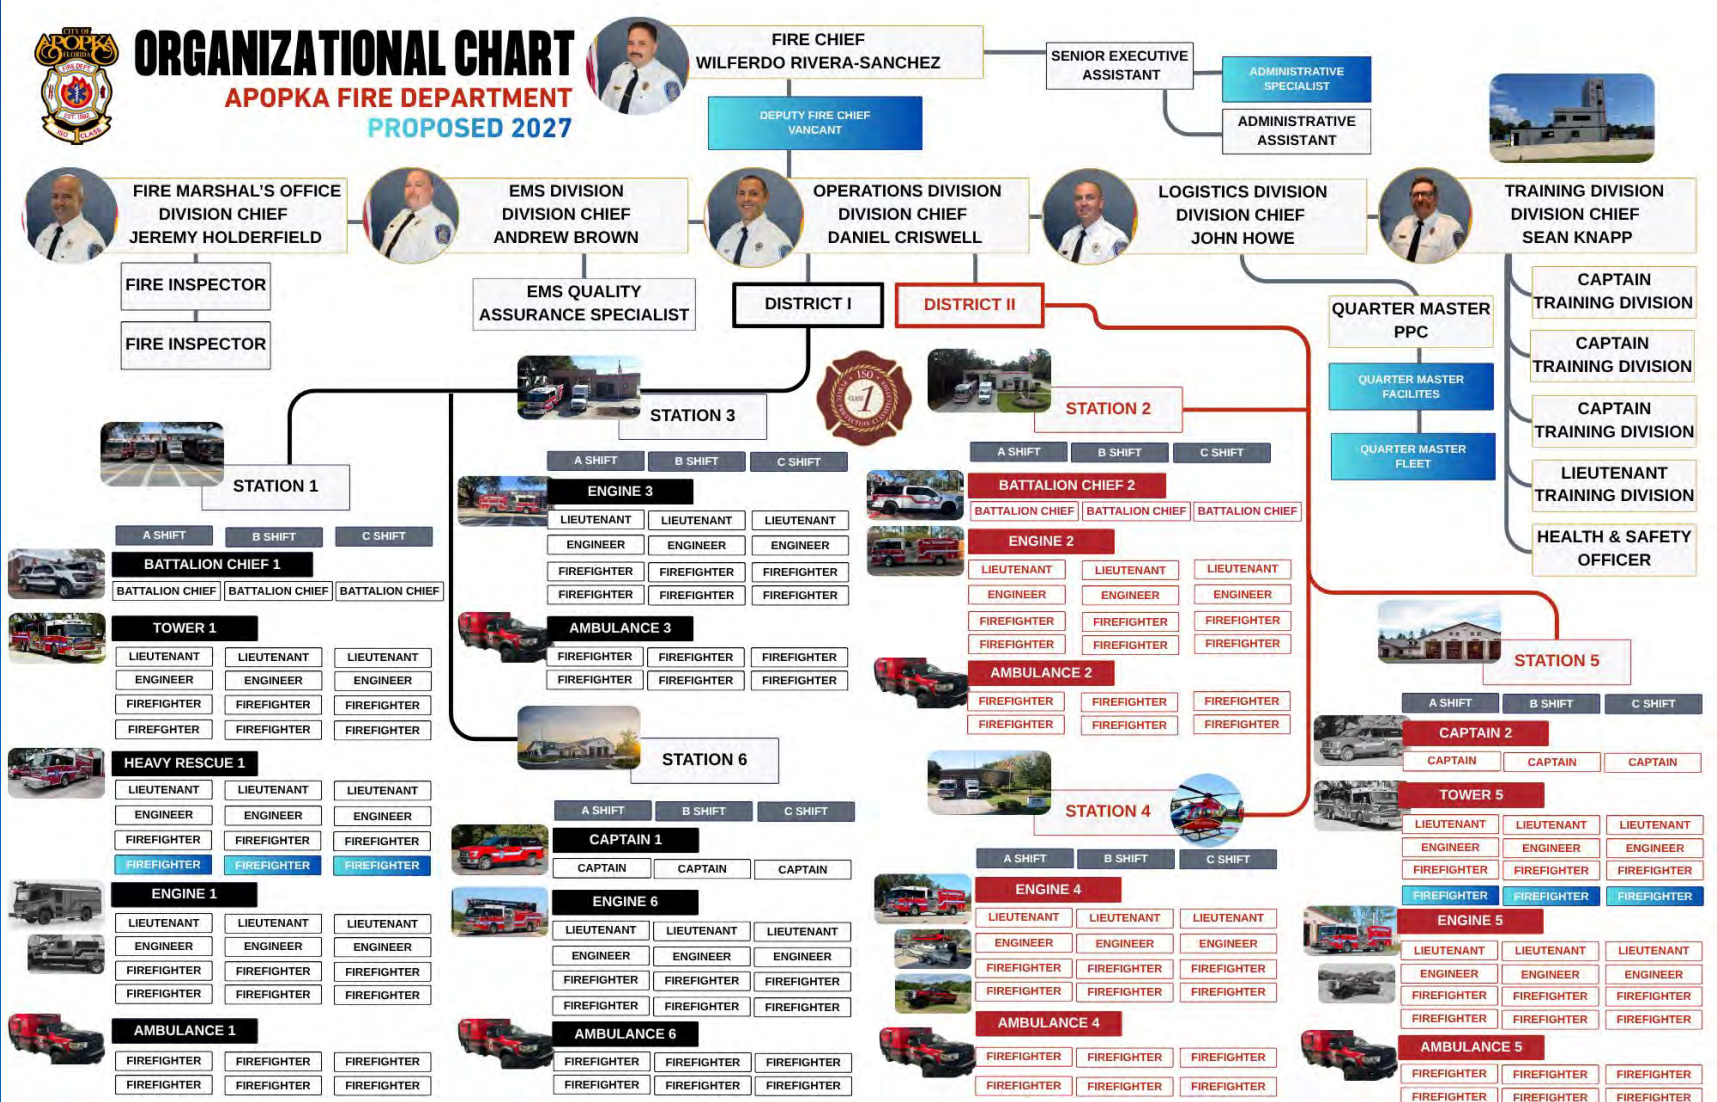 CITY OF
APOPKA
FLORIDA
FIRE DEPT
ISO 1 CLASS
ORGANIZATIONAL CHART
APOPKA FIRE DEPARTMENT
PROPOSED 2027
FIRE CHIEF
WILFERDO RIVERA-SANCHEZ
SENIOR EXECUTIVE
ASSISTANT
ADMINISTRATIVE
SPECIALIST
ADMINISTRATIVE
ASSISTANT
DEPUTY FIRE CHIEF
VANCANT
FIRE MARSHAL'S OFFICE
DIVISION CHIEF
JEREMY HOLDERFIELD
EMS DIVISION
DIVISION CHIEF
ANDREW BROWN
OPERATIONS DIVISION
DIVISION CHIEF
DANIEL CRISWELL
LOGISTICS DIVISION
DIVISION CHIEF
JOHN HOWE
TRAINING DIVISION
DIVISION CHIEF
SEAN KNAPP
FIRE INSPECTOR
FIRE INSPECTOR
EMS QUALITY
ASSURANCE SPECIALIST
DISTRICT I
DISTRICT II
QUARTER MASTER
PPC
QUARTER MASTER
FACILITES
QUARTER MASTER
FLEET
CAPTAIN
TRAINING DIVISION
CAPTAIN
TRAINING DIVISION
CAPTAIN
TRAINING DIVISION
LIEUTENANT
TRAINING DIVISION
HEALTH & SAFETY
OFFICER
ISO
CLASS
1
STATION 1
A SHIFT B SHIFT C SHIFT
BATTALION CHIEF 1
BATTALION CHIEF BATTALION CHIEF BATTALION CHIEF
TOWER 1
LIEUTENANT LIEUTENANT LIEUTENANT
ENGINEER ENGINEER ENGINEER
FIREFIGHTER FIREFIGHTER FIREFIGHTER
FIREFGHTER FIREFIGHTER FIREFIGHTER
HEAVY RESCUE 1
LIEUTENANT LIEUTENANT LIEUTENANT
ENGINEER ENGINEER ENGINEER
FIREFIGHTER FIREFIGHTER FIREFIGHTER
FIREFIGHTER FIREFIGHTER FIREFIGHTER
ENGINE 1
LIEUTENANT LIEUTENANT LIEUTENANT
ENGINEER ENGINEER ENGINEER
FIREFIGHTER FIREFIGHTER FIREFIGHTER
FIREFIGHTER FIREFIGHTER FIREFIGHTER
AMBULANCE 1
FIREFIGHTER FIREFIGHTER FIREFIGHTER
FIREFIGHTER FIREFIGHTER FIREFIGHTER
STATION 3
A SHIFT B SHIFT C SHIFT
ENGINE 3
LIEUTENANT LIEUTENANT LIEUTENANT
ENGINEER ENGINEER ENGINEER
FIREFIGHTER FIREFIGHTER FIREFIGHTER
FIREFIGHTER FIREFIGHTER FIREFIGHTER
AMBULANCE 3
FIREFIGHTER FIREFIGHTER FIREFIGHTER
FIREFIGHTER FIREFIGHTER FIREFIGHTER
STATION 6
A SHIFT B SHIFT C SHIFT
CAPTAIN 1
CAPTAIN CAPTAIN CAPTAIN
ENGINE 6
LIEUTENANT LIEUTENANT LIEUTENANT
ENGINEER ENGINEER ENGINEER
FIREFIGHTER FIREFIGHTER FIREFIGHTER
FIREFIGHTER FIREFIGHTER FIREFIGHTER
AMBULANCE 6
FIREFIGHTER FIREFIGHTER FIREFIGHTER
FIREFIGHTER FIREFIGHTER FIREFIGHTER
STATION 2
A SHIFT B SHIFT C SHIFT
BATTALION CHIEF 2
BATTALION CHIEF BATTALION CHIEF BATTALION CHIEF
ENGINE 2
LIEUTENANT LIEUTENANT LIEUTENANT
ENGINEER ENGINEER ENGINEER
FIREFIGHTER FIREFIGHTER FIREFIGHTER
FIREFIGHTER FIREFIGHTER FIREFIGHTER
AMBULANCE 2
FIREFIGHTER FIREFIGHTER FIREFIGHTER
FIREFIGHTER FIREFIGHTER FIREFIGHTER
STATION 4
A SHIFT B SHIFT C SHIFT
ENGINE 4
LIEUTENANT LIEUTENANT LIEUTENANT
ENGINEER ENGINEER ENGINEER
FIREFIGHTER FIREFIGHTER FIREFIGHTER
FIREFIGHTER FIREFIGHTER FIREFIGHTER
AMBULANCE 4
FIREFIGHTER FIREFIGHTER FIREFIGHTER
FIREFIGHTER FIREFIGHTER FIREFIGHTER
STATION 5
A SHIFT B SHIFT C SHIFT
CAPTAIN 2
CAPTAIN CAPTAIN CAPTAIN
TOWER 5
LIEUTENANT LIEUTENANT LIEUTENANT
ENGINEER ENGINEER ENGINEER
FIREFIGHTER FIREFIGHTER FIREFIGHTER
FIREFIGHTER FIREFIGHTER FIREFIGHTER
ENGINE 5
LIEUTENANT LIEUTENANT LIEUTENANT
ENGINEER ENGINEER ENGINEER
FIREFIGHTER FIREFIGHTER FIREFIGHTER
FIREFIGHTER FIREFIGHTER FIREFIGHTER
AMBULANCE 5
FIREFIGHTER FIREFIGHTER FIREFIGHTER
FIREFIGHTER FIREFIGHTER FIREFIGHTER